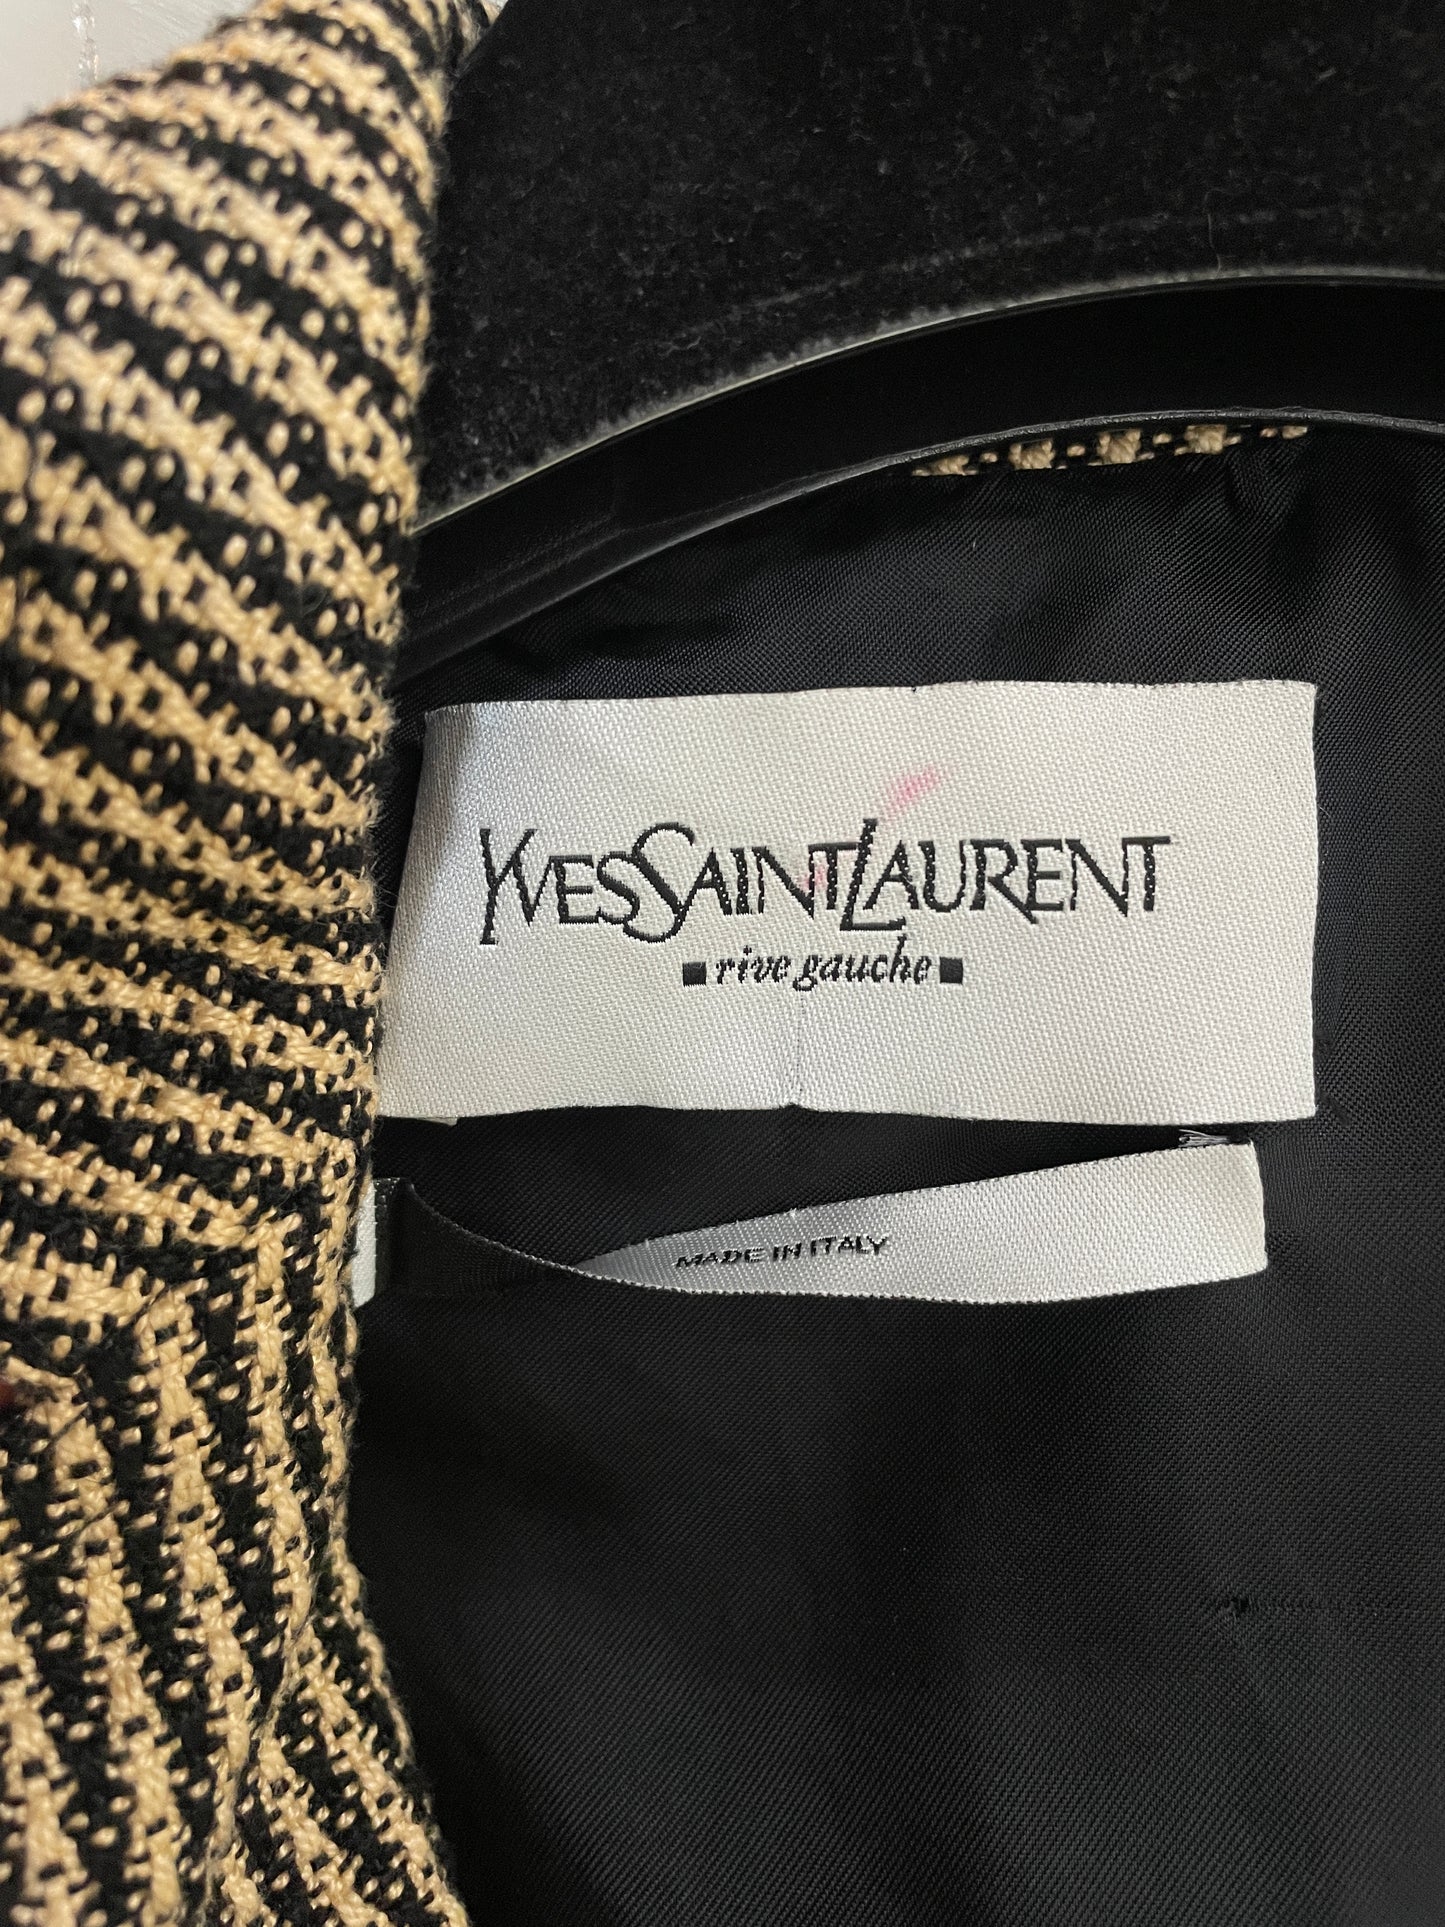 YVESSAINTLAURENT
rive gauche
MADE IN ITALY